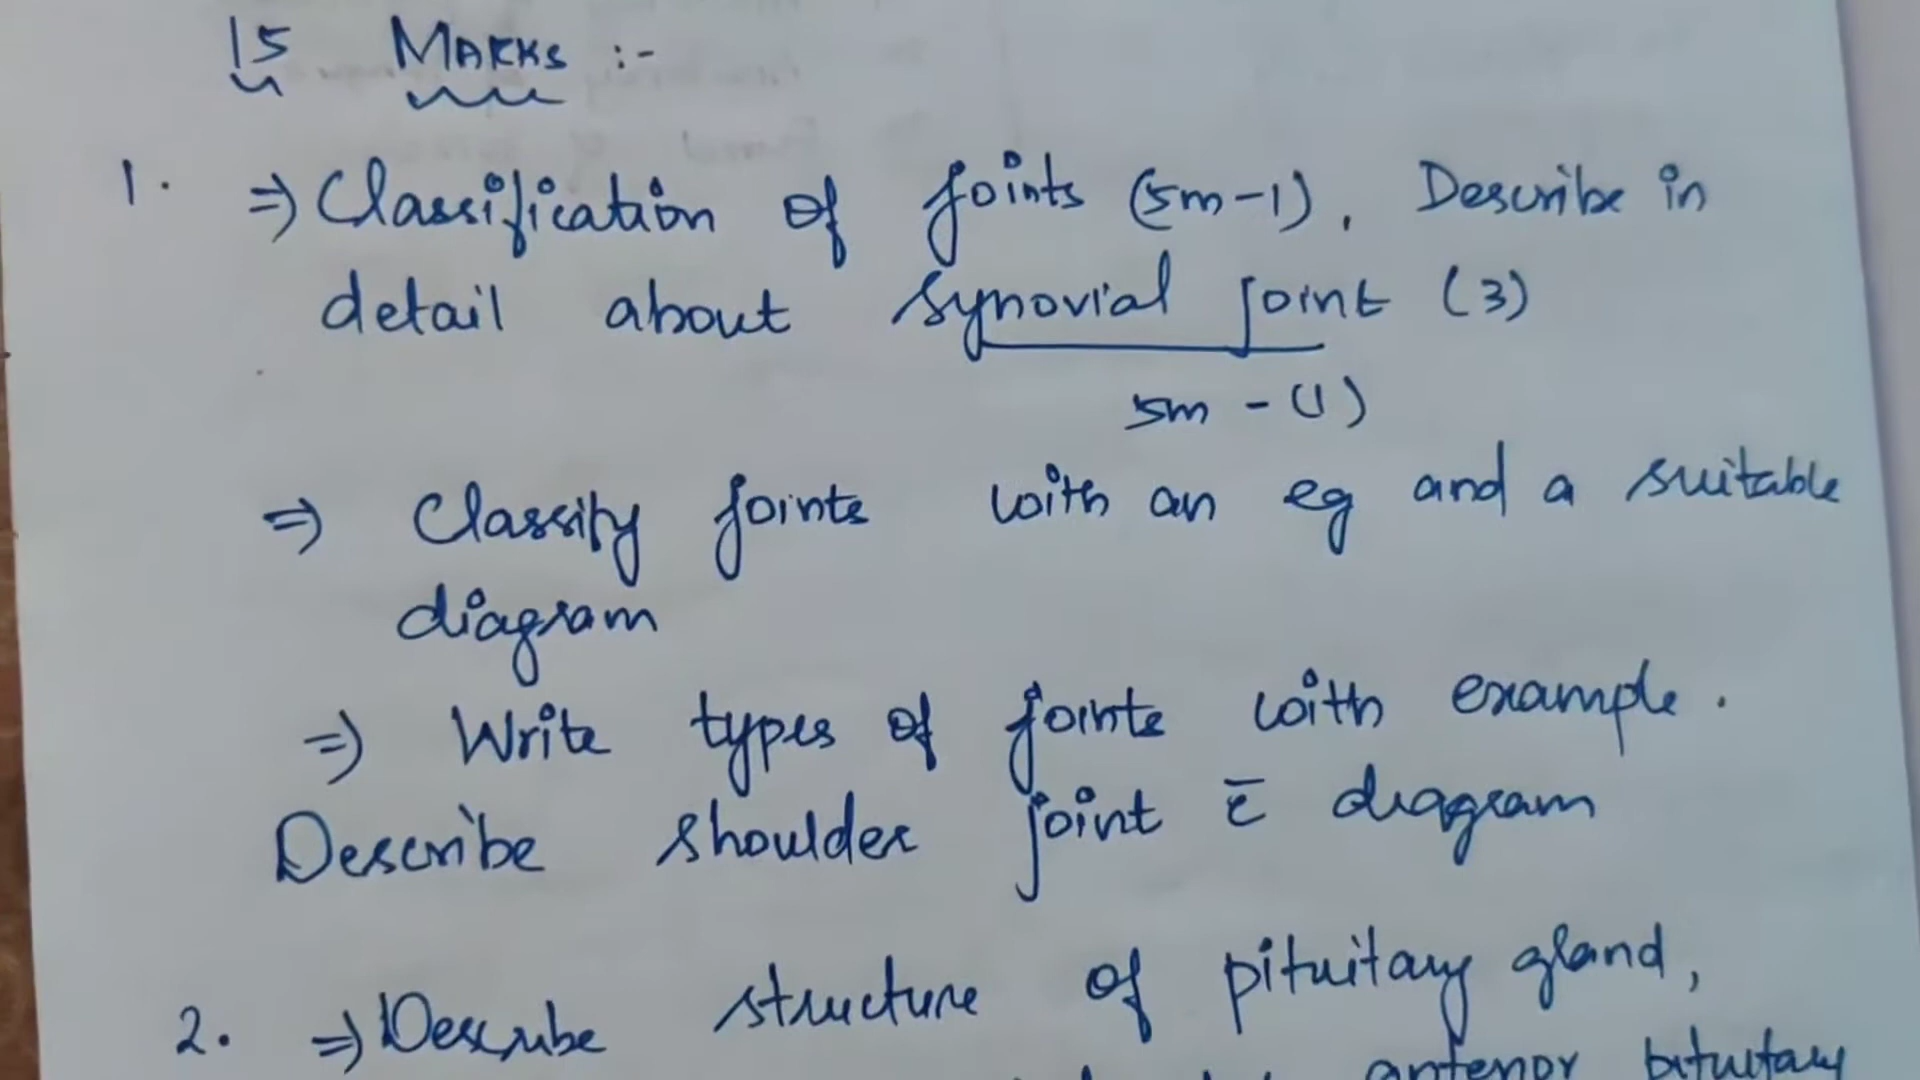 15 MARKS :-
1. ⇒ Classification of joints (5m-1). Describe in
detail about synovial joint (3)
5m - (1)
⇒ Classify joints with an eg and a suitable
diagram
⇒ Write types of joints with example.
Describe shoulder joint c̄ diagram
2. ⇒ Describe structure of pituitary gland,
anterior pituitary